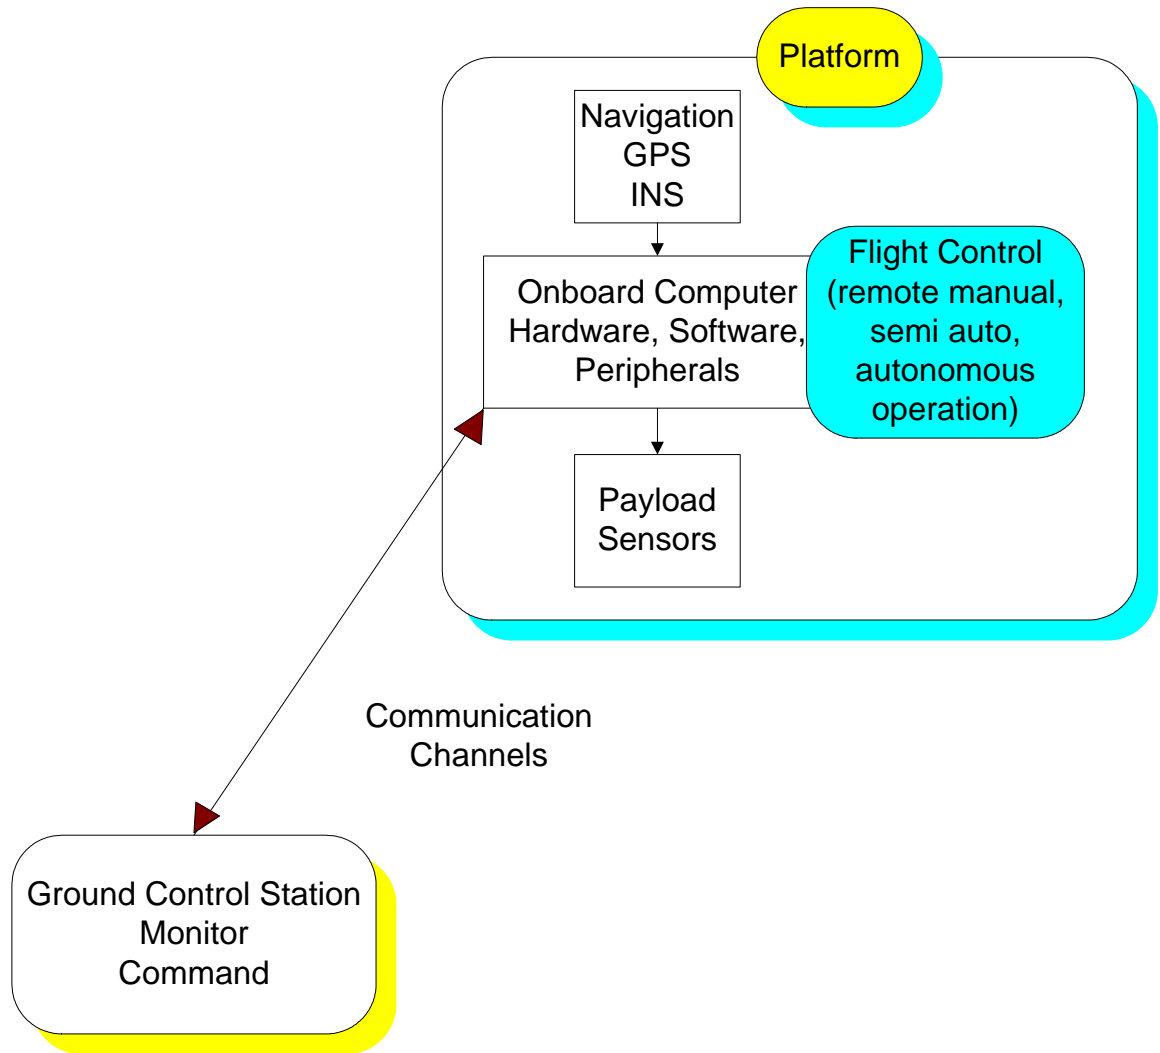 Platform
Navigation
GPS
INS
Onboard Computer
Hardware, Software,
Peripherals
Flight Control
(remote manual,
semi auto,
autonomous
operation)
Payload
Sensors
Communication
Channels
Ground Control Station
Monitor
Command